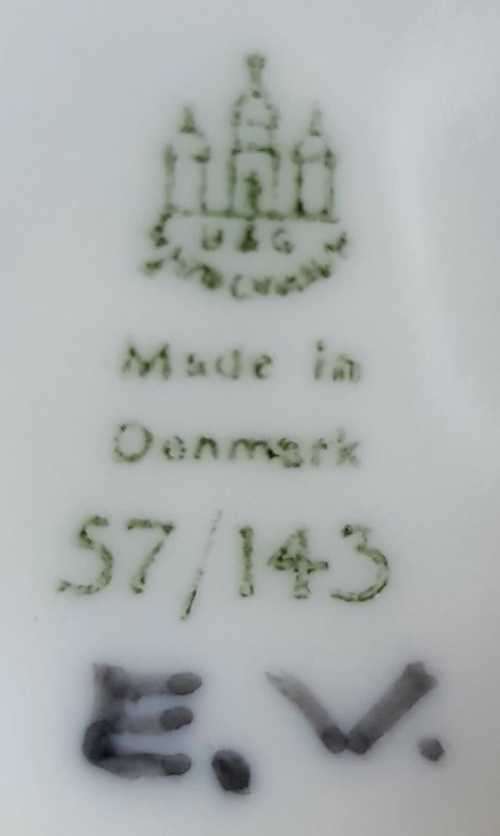 B & G
Made in
Denmark
57/143
E.V.